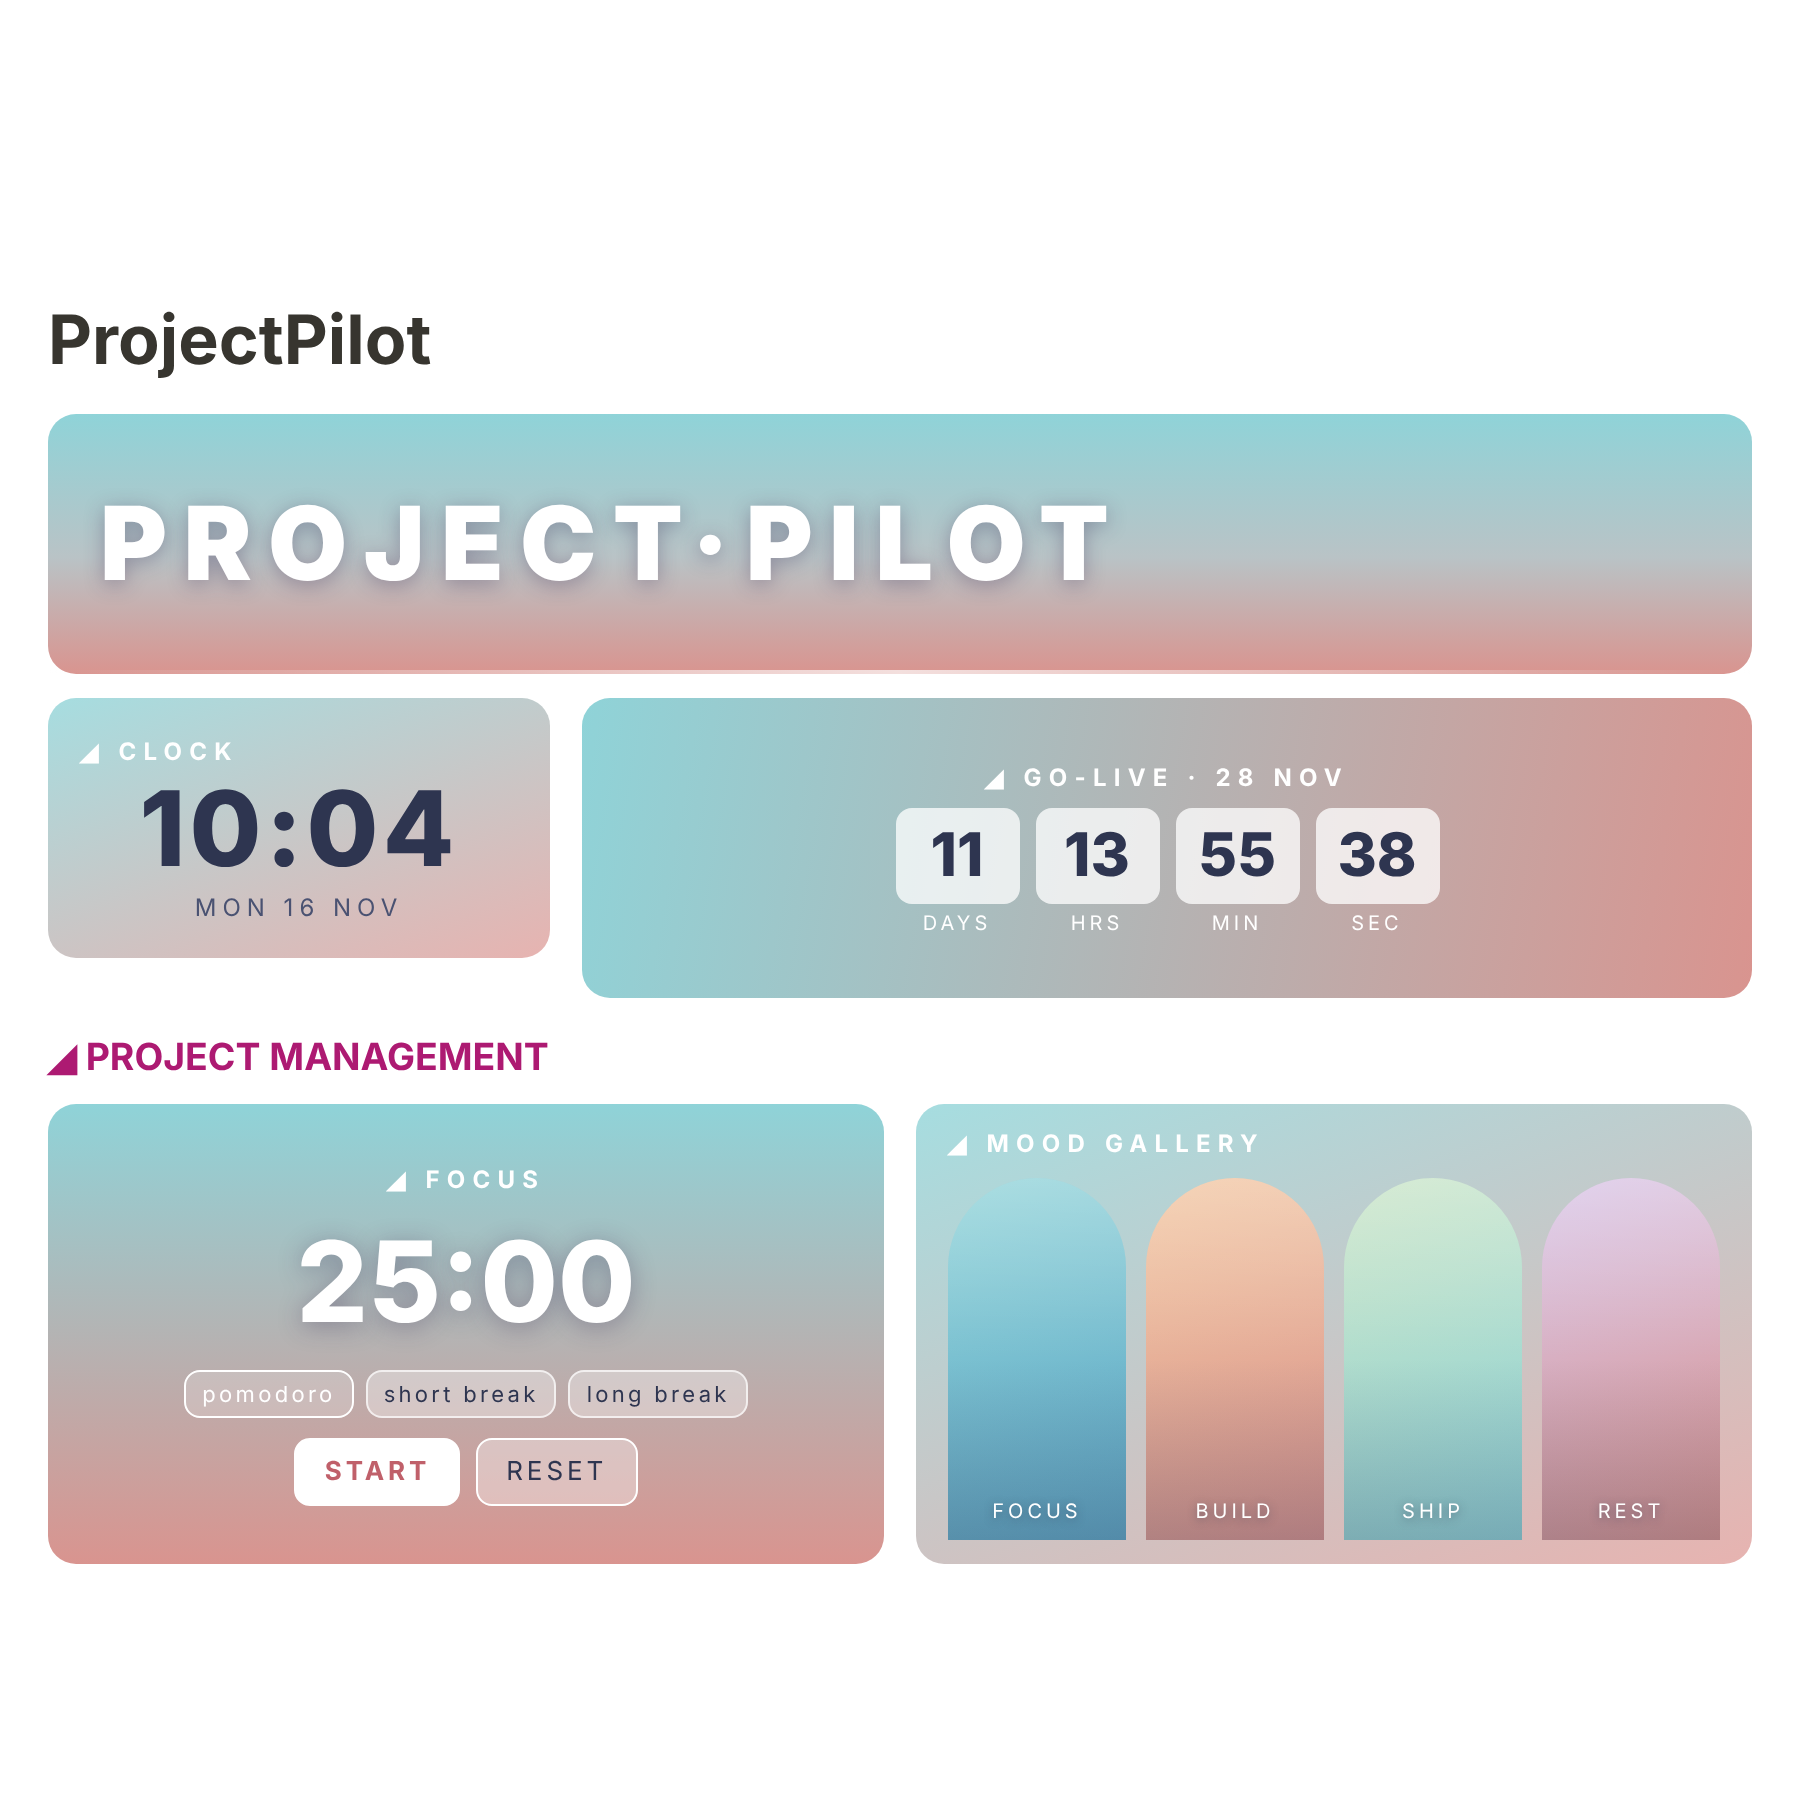 ProjectPilot
PROJECT·PILOT
◢ CLOCK
10:04
MON 16 NOV
◢ GO-LIVE · 28 NOV
11 13 55 38
DAYS HRS MIN SEC
◢ PROJECT MANAGEMENT
◢ FOCUS
25:00
pomodoro short break long break
START RESET
◢ MOOD GALLERY
FOCUS BUILD SHIP REST